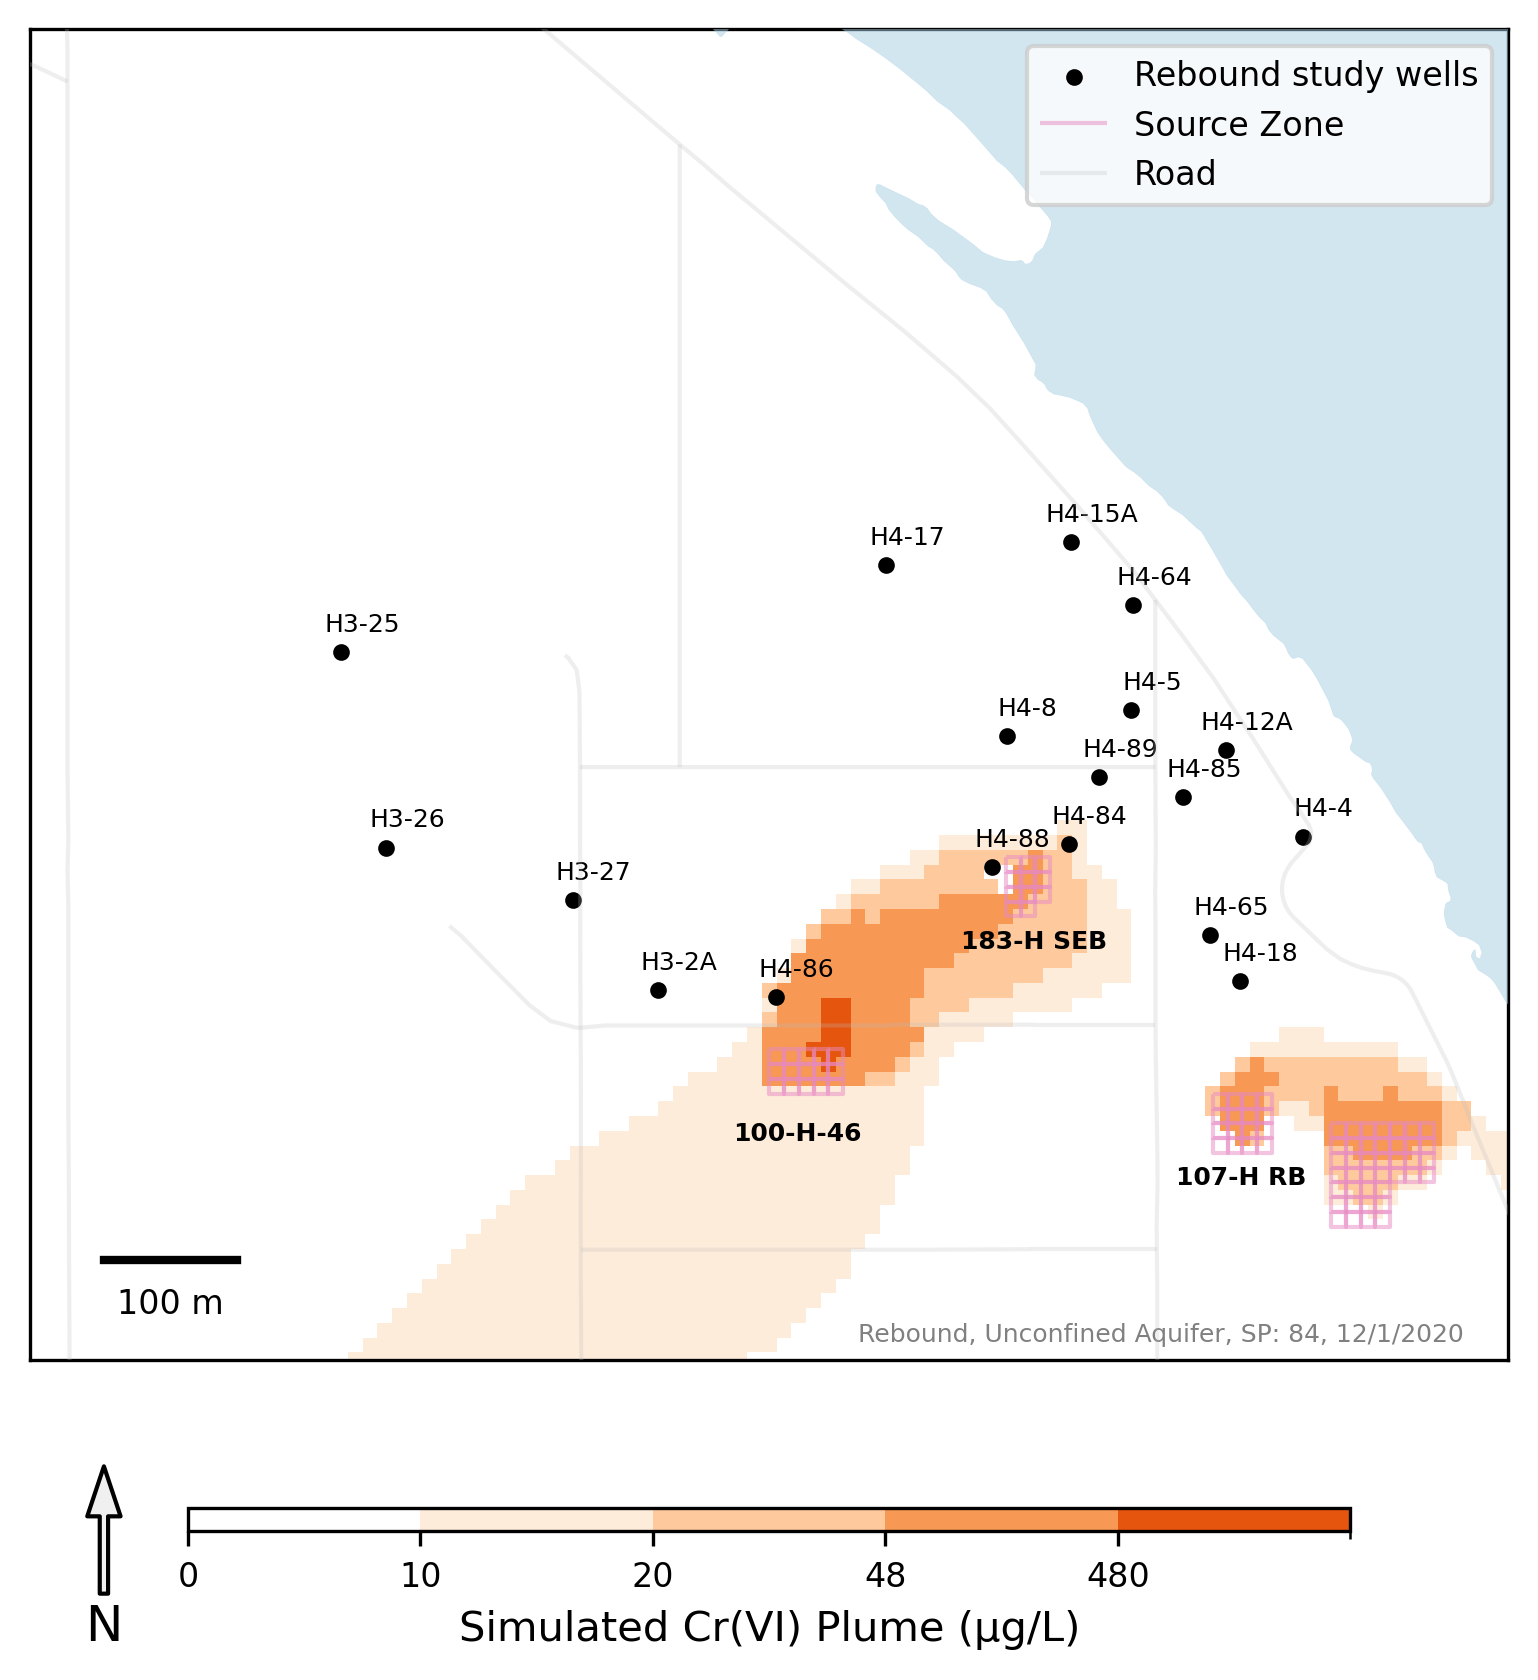 Rebound study wells
Source Zone
Road
H4-15A
H4-17
H4-64
H3-25
H4-5
H4-8
H4-12A
H4-89
H4-85
H4-4
H4-84
H3-26
H4-88
H3-27
H4-65
183-H SEB
H4-18
H3-2A
H4-86
100-H-46
107-H RB
100 m
Rebound, Unconfined Aquifer, SP: 84, 12/1/2020
0 10 20 48 480
N
Simulated Cr(VI) Plume (μg/L)